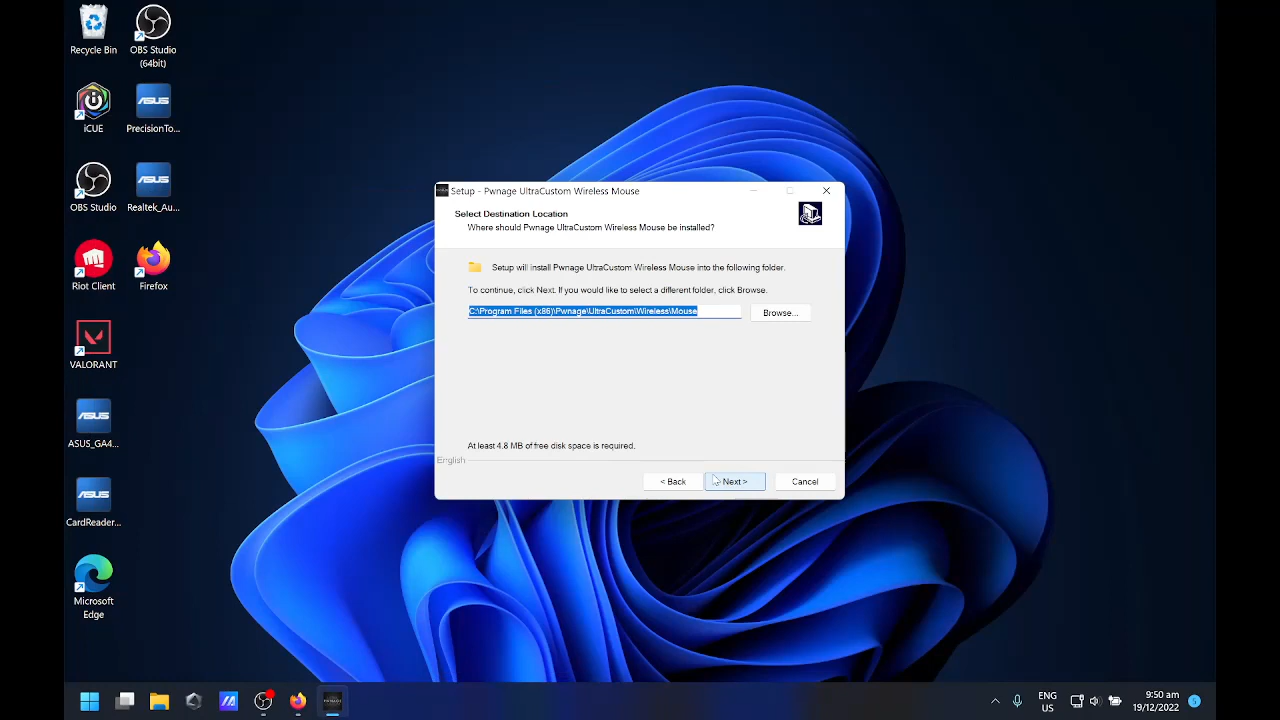 Recycle Bin
OBS Studio
(64bit)
iCUE
PrecisionTo...
OBS Studio
Realtek_Au...
Riot Client
Firefox
VALORANT
ASUS_GA4...
CardReader...
Microsoft
Edge
Setup - Pwnage UltraCustom Wireless Mouse
Select Destination Location
Where should Pwnage UltraCustom Wireless Mouse be installed?
Setup will install Pwnage UltraCustom Wireless Mouse into the following folder.
To continue, click Next. If you would like to select a different folder, click Browse.
C:\Program Files (x86)\Pwnage\UltraCustom\Wireless\Mouse
Browse...
At least 4.8 MB of free disk space is required.
English
< Back
Next >
Cancel
ENG
US
9:50 am
19/12/2022
5